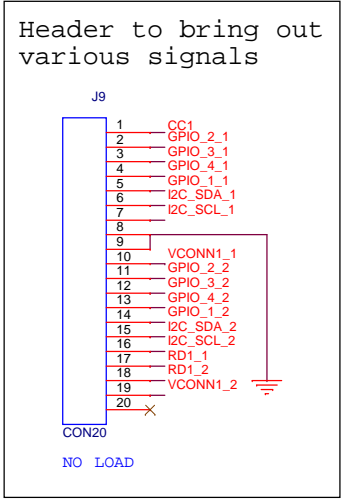 Header to bring out
various signals
J9
1 CC1
2 GPIO_2_1
3 GPIO_3_1
4 GPIO_4_1
5 GPIO_1_1
6 I2C_SDA_1
7 I2C_SCL_1
8
9
10 VCONN1_1
11 GPIO_2_2
12 GPIO_3_2
13 GPIO_4_2
14 GPIO_1_2
15 I2C_SDA_2
16 I2C_SCL_2
17 RD1_1
18 RD1_2
19 VCONN1_2
20
CON20
NO LOAD